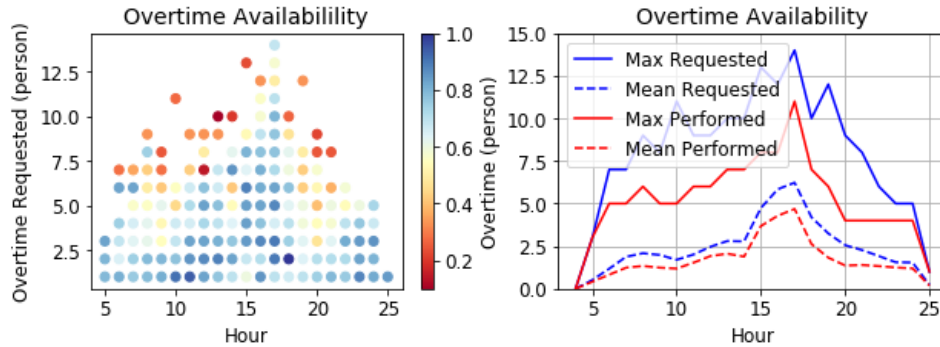 Overtime Availabilility
Overtime Requested (person)
12.5
10.0
7.5
5.0
2.5
5
10
15
20
25
Hour
1.0
0.8
0.6
0.4
0.2
Overtime Availability
Overtime (person)
15.0
12.5
10.0
7.5
5.0
2.5
0.0
Max Requested
Mean Requested
Max Performed
Mean Performed
5
10
15
20
25
Hour